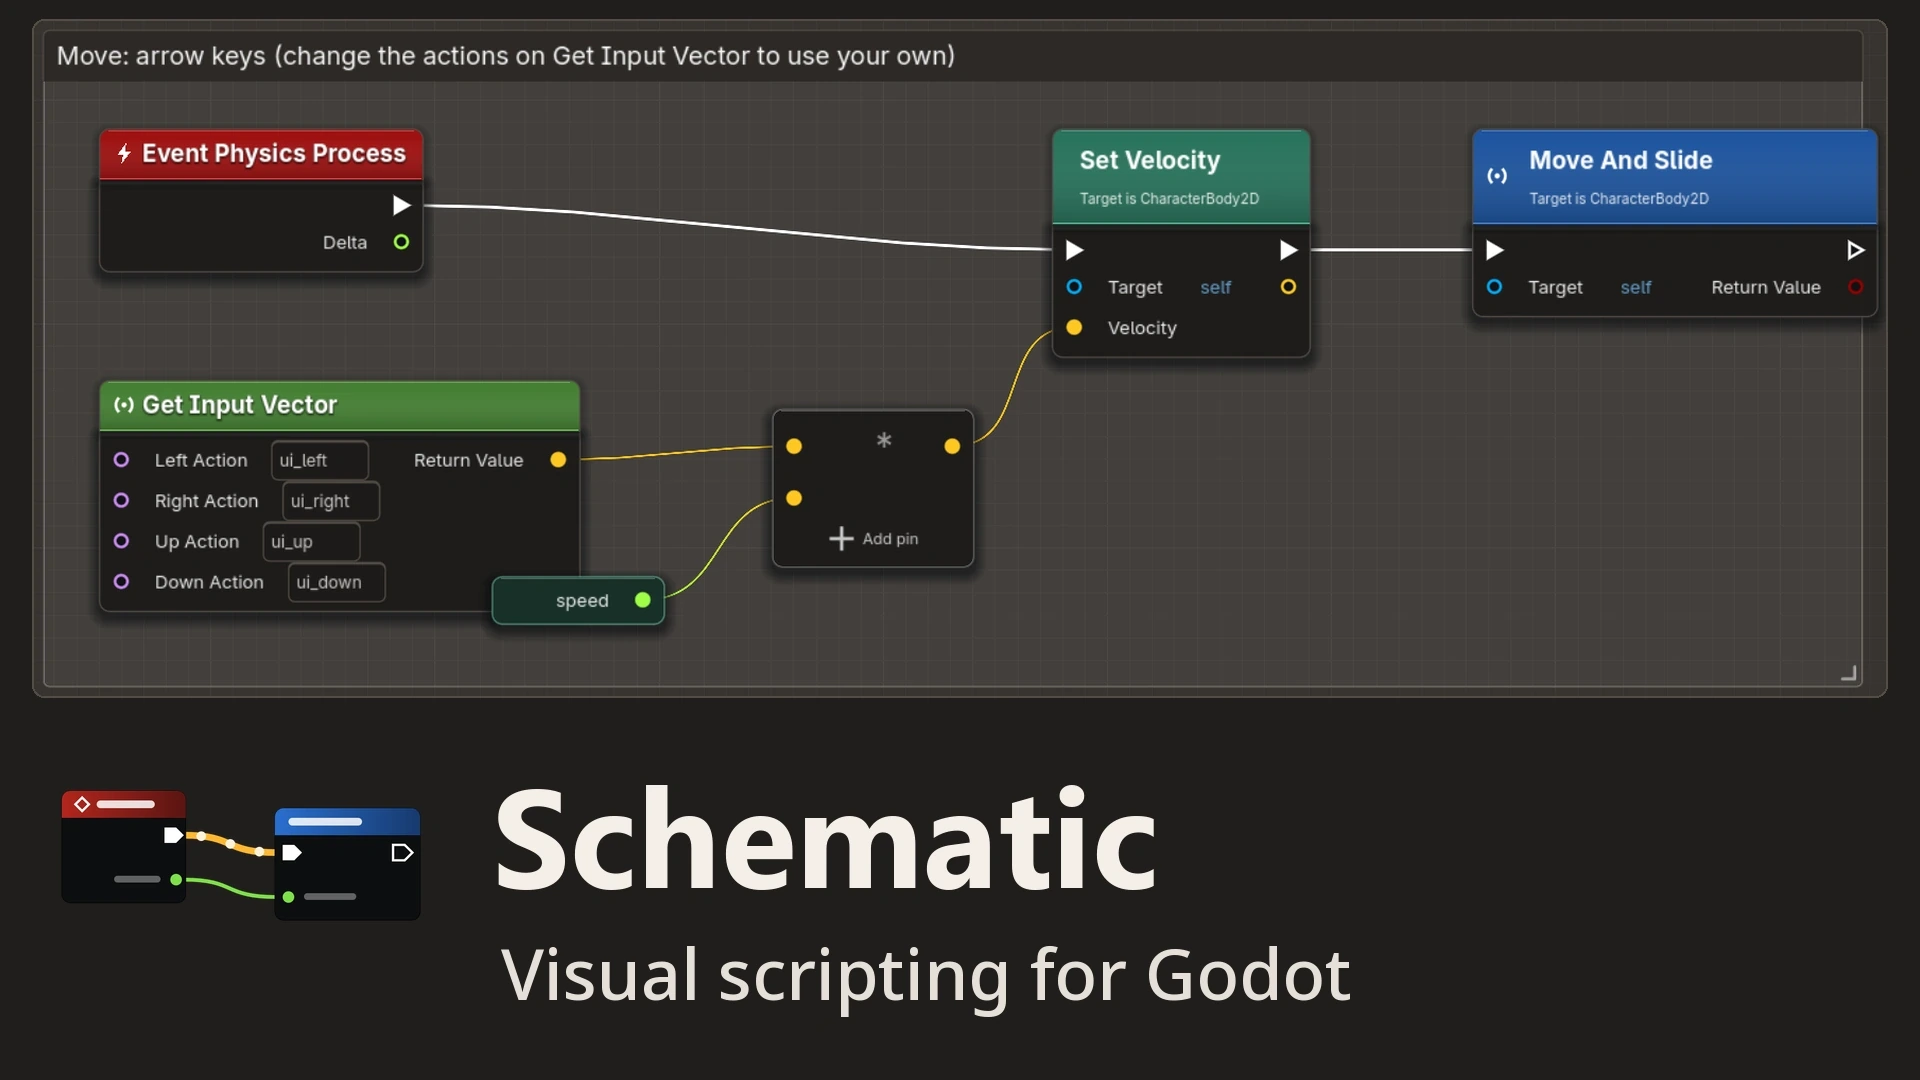 Move: arrow keys (change the actions on Get Input Vector to use your own)
Event Physics Process
Delta
Set Velocity
Target is CharacterBody2D
Target self
Velocity
Move And Slide
Target is CharacterBody2D
Target self Return Value
Get Input Vector
Left Action ui_left Return Value
Right Action ui_right
Up Action ui_up
Down Action ui_down
speed
*
Add pin
Schematic
Visual scripting for Godot